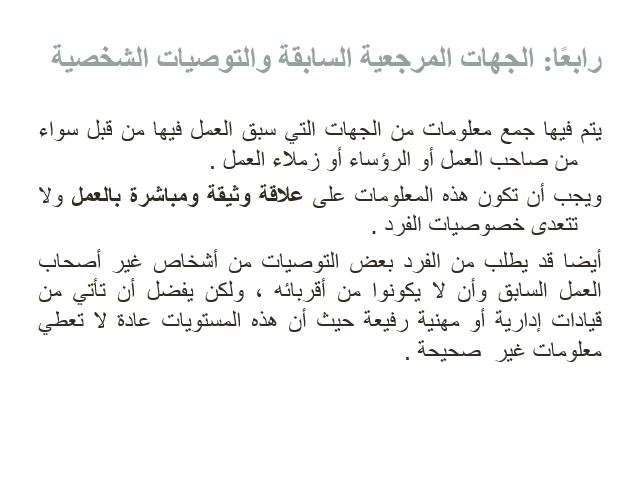 رابعًا: الجهات المرجعية السابقة والتوصيات الشخصية
يتم فيها جمع معلومات من الجهات التي سبق العمل فيها من قبل سواء
من صاحب العمل أو الرؤساء أو زملاء العمل .
ويجب أن تكون هذه المعلومات على علاقة وثيقة ومباشرة بالعمل ولا
تتعدى خصوصيات الفرد .
أيضا قد يطلب من الفرد بعض التوصيات من أشخاص غير أصحاب
العمل السابق وأن لا يكونوا من أقربائه ، ولكن يفضل أن تأتي من
قيادات إدارية أو مهنية رفيعة حيث أن هذه المستويات عادة لا تعطي
معلومات غير صحيحة .